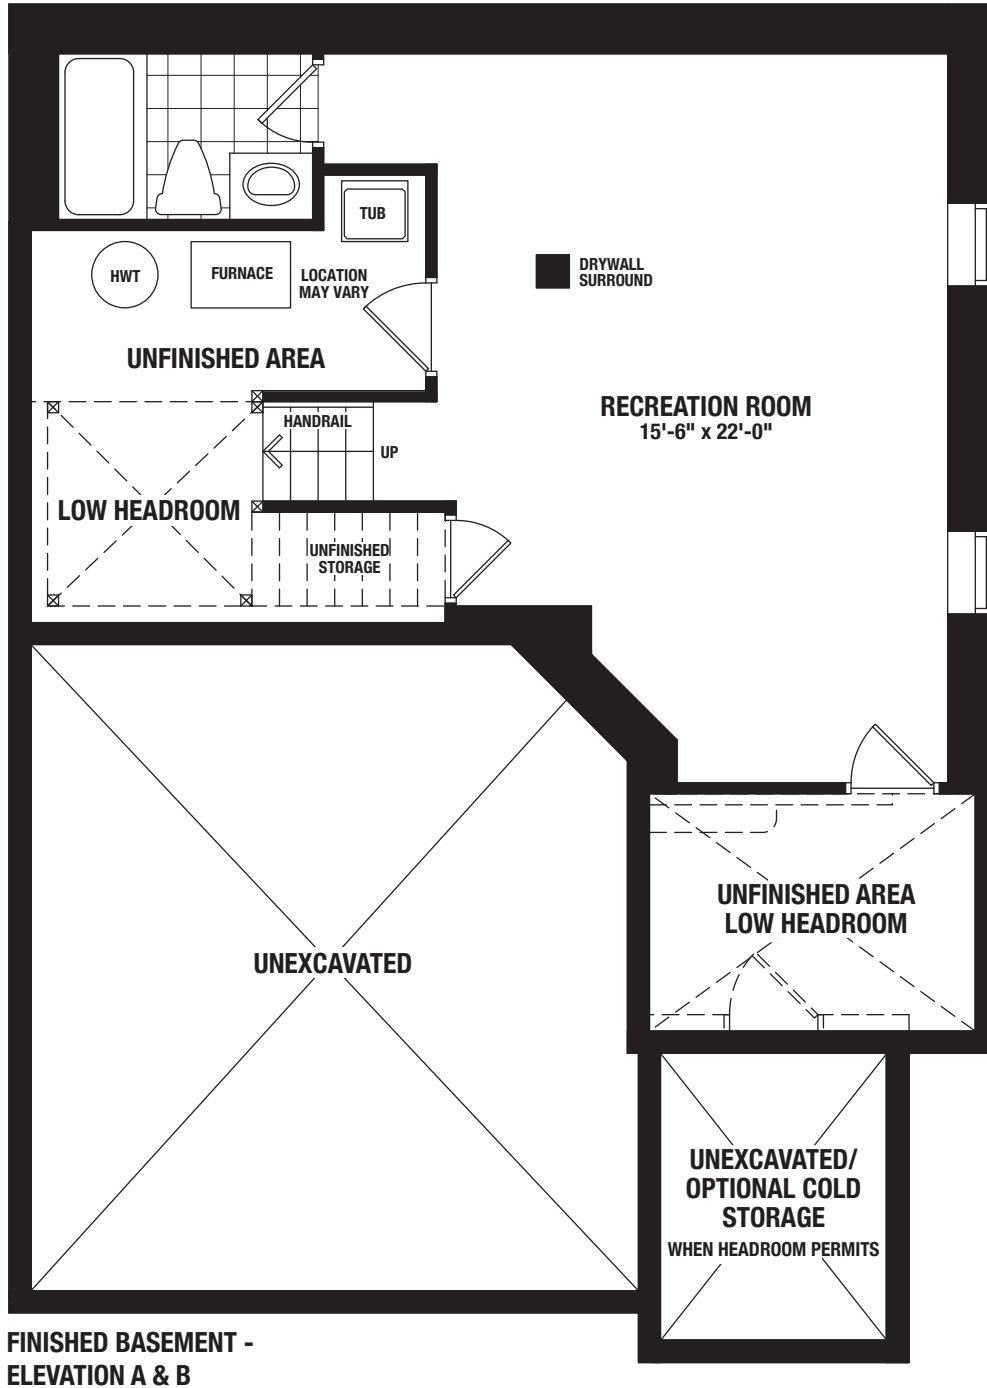 TUB
HWT
FURNACE
LOCATION
MAY VARY
DRYWALL
SURROUND
UNFINISHED AREA
RECREATION ROOM
15'-6" x 22'-0"
HANDRAIL
UP
LOW HEADROOM
UNFINISHED
STORAGE
UNFINISHED AREA
LOW HEADROOM
UNEXCAVATED
UNEXCAVATED/
OPTIONAL COLD
STORAGE
WHEN HEADROOM PERMITS
FINISHED BASEMENT -
ELEVATION A & B